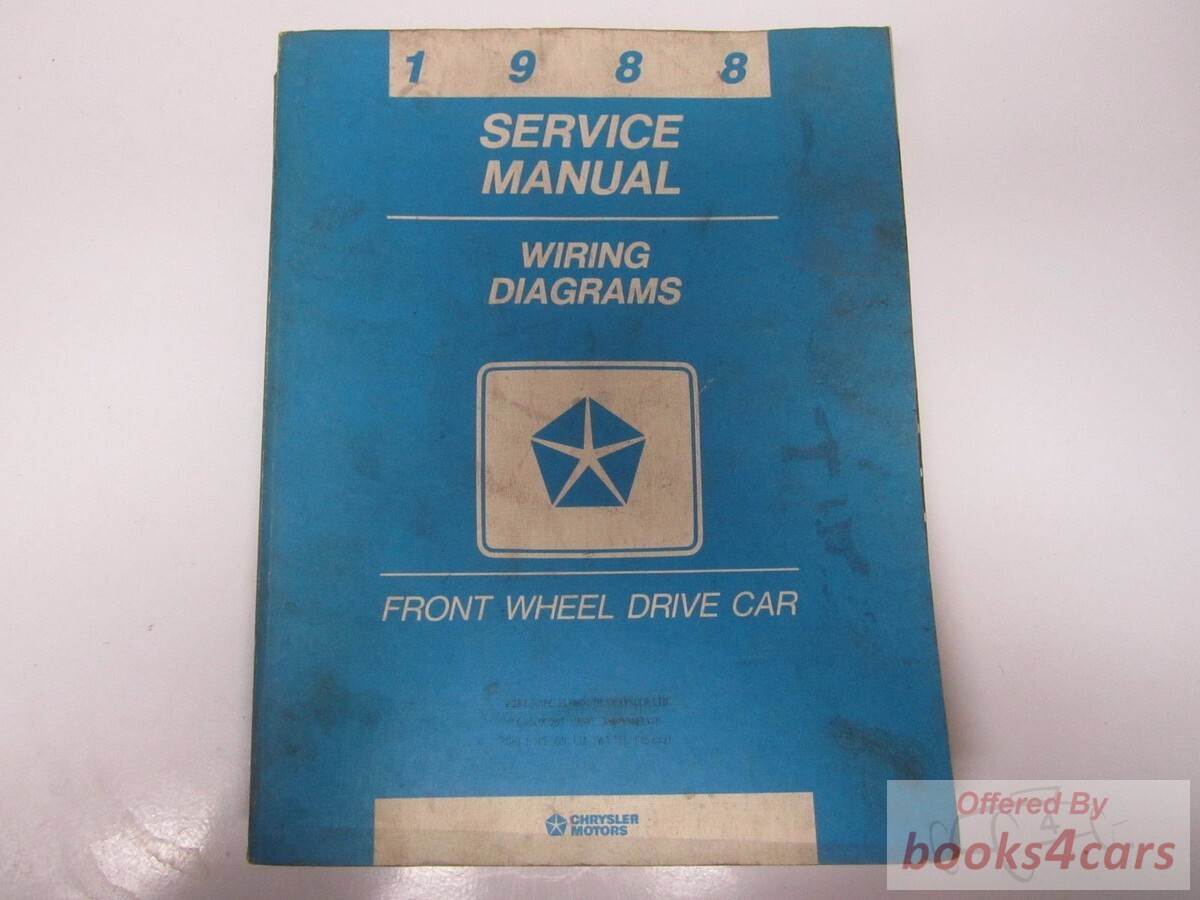 1 9 8 8
SERVICE
MANUAL
WIRING
DIAGRAMS
FRONT WHEEL DRIVE CAR
CHRYSLER
MOTORS
Offered By
books4cars